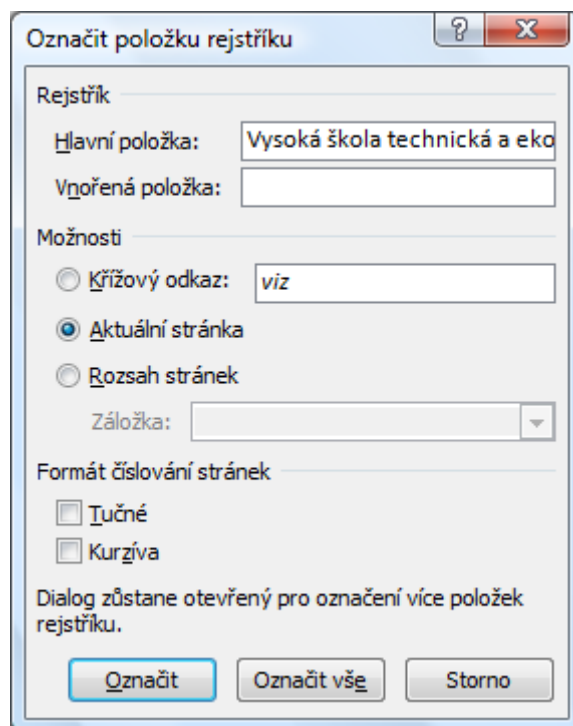 Označit položku rejstříku
Rejstřík
Hlavní položka: Vysoká škola technická a eko
Vnořená položka:
Možnosti
Křížový odkaz: viz
Aktuální stránka
Rozsah stránek
Záložka:
Formát číslování stránek
Tučné
Kurzíva
Dialog zůstane otevřený pro označení více položek
rejstříku.
Označit Označit vše Storno